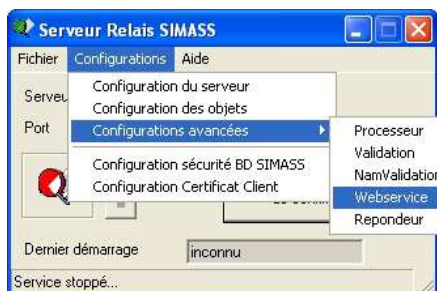 Serveur Relais SIMASS
Fichier Configurations Aide
Configuration du serveur
Configuration des objets
Configurations avancées
Configuration sécurité BD SIMASS
Configuration Certificat Client
Processeur
Validation
NamValidation
Webservice
Repondeur
Serveu
Port
Dernier démarrage inconnu
Service stoppé...